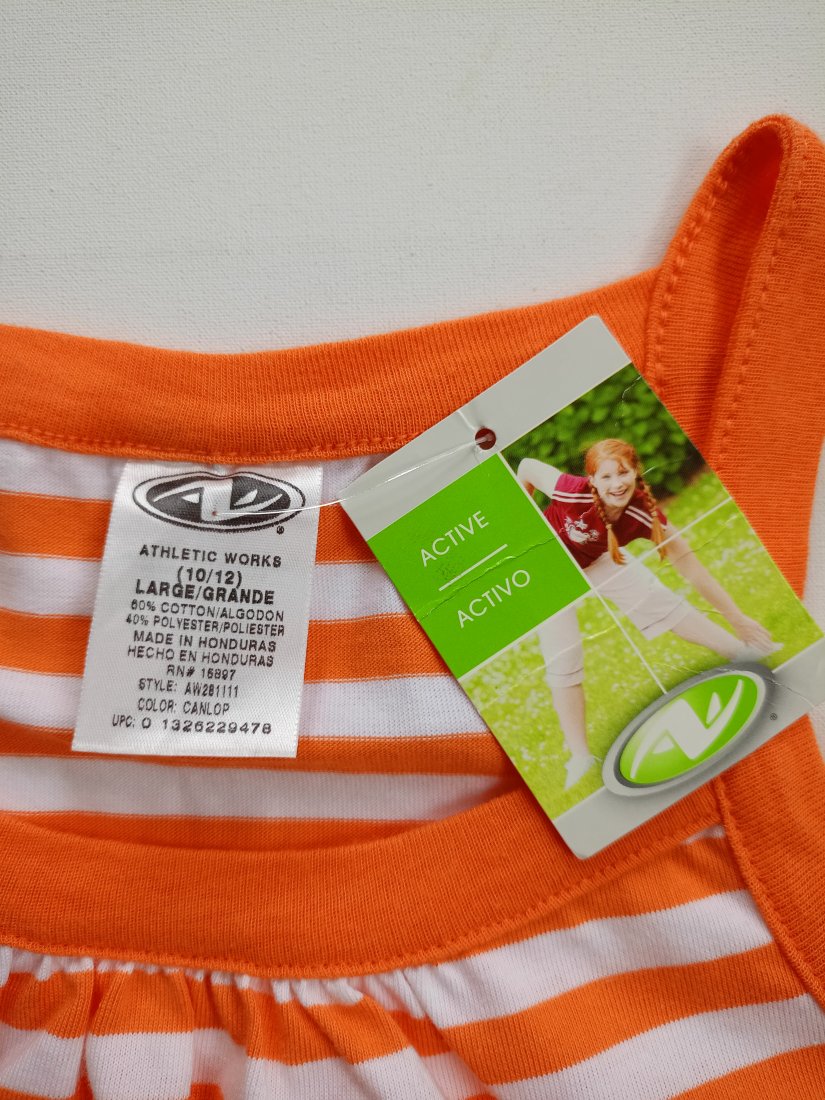 ®
ATHLETIC WORKS
(10/12)
LARGE/GRANDE
60% COTTON/ALGODON
40% POLYESTER/POLIESTER
MADE IN HONDURAS
HECHO EN HONDURAS
RN# 16897
STYLE: AW281111
COLOR: CANLOP
UPC: 0 1326229478
ACTIVE
ACTIVO
®